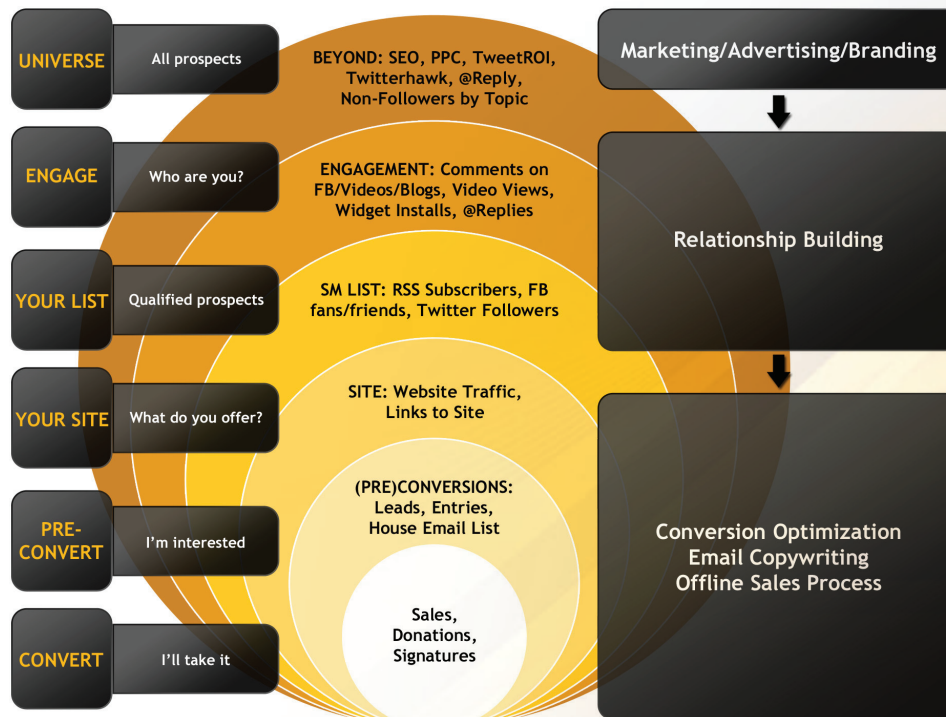 UNIVERSE
All prospects
BEYOND: SEO, PPC, TweetROI,
Twitterhawk, @Reply,
Non-Followers by Topic
Marketing/Advertising/Branding
ENGAGE
Who are you?
ENGAGEMENT: Comments on
FB/Videos/Blogs, Video Views,
Widget Installs, @Replies
Relationship Building
YOUR LIST
Qualified prospects
SM LIST: RSS Subscribers, FB
fans/friends, Twitter Followers
YOUR SITE
What do you offer?
SITE: Website Traffic,
Links to Site
PRE-
CONVERT
I'm interested
(PRE)CONVERSIONS:
Leads, Entries,
House Email List
Conversion Optimization
Email Copywriting
Offline Sales Process
CONVERT
I'll take it
Sales,
Donations,
Signatures